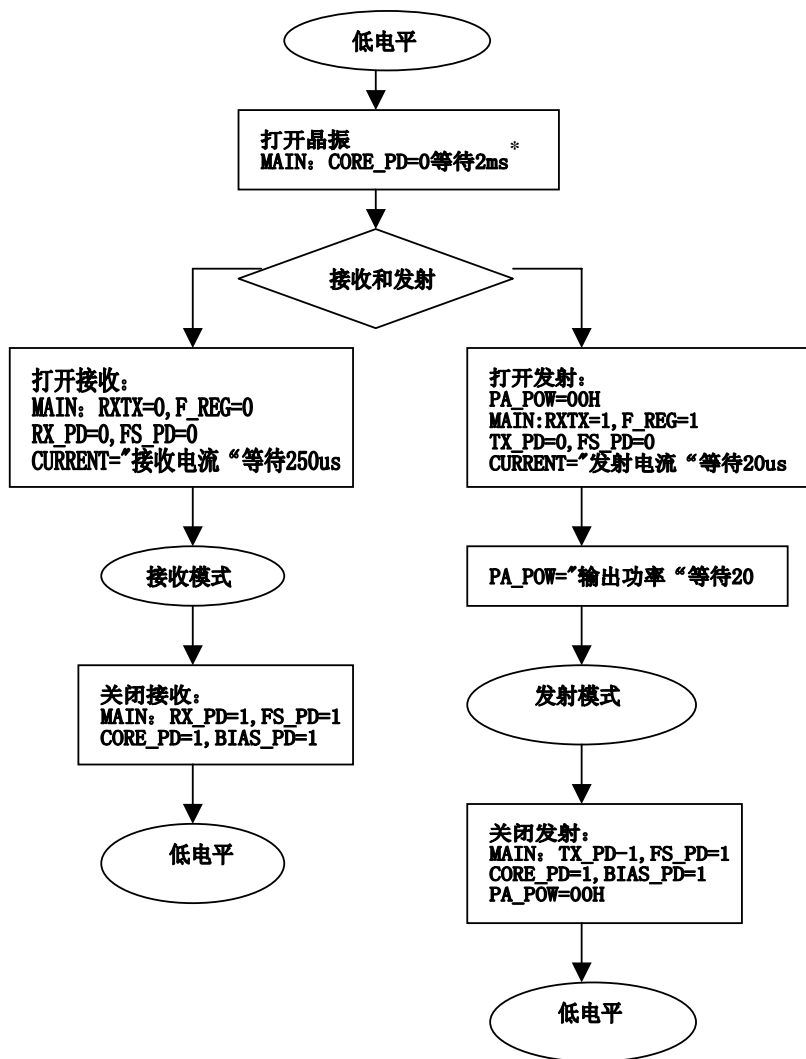 低电平
打开晶振
MAIN：CORE_PD=0等待2ms*
接收和发射
打开接收：
MAIN：RXTX=0,F_REG=0
RX_PD=0,FS_PD=0
CURRENT="接收电流“等待250us
接收模式
关闭接收：
MAIN：RX_PD=1,FS_PD=1
CORE_PD=1,BIAS_PD=1
低电平
打开发射：
PA_POW=00H
MAIN:RXTX=1,F_REG=1
TX_PD=0,FS_PD=0
CURRENT="发射电流“等待20us
PA_POW="输出功率“等待20
发射模式
关闭发射：
MAIN：TX_PD-1,FS_PD=1
CORE_PD=1,BIAS_PD=1
PA_POW=00H
低电平